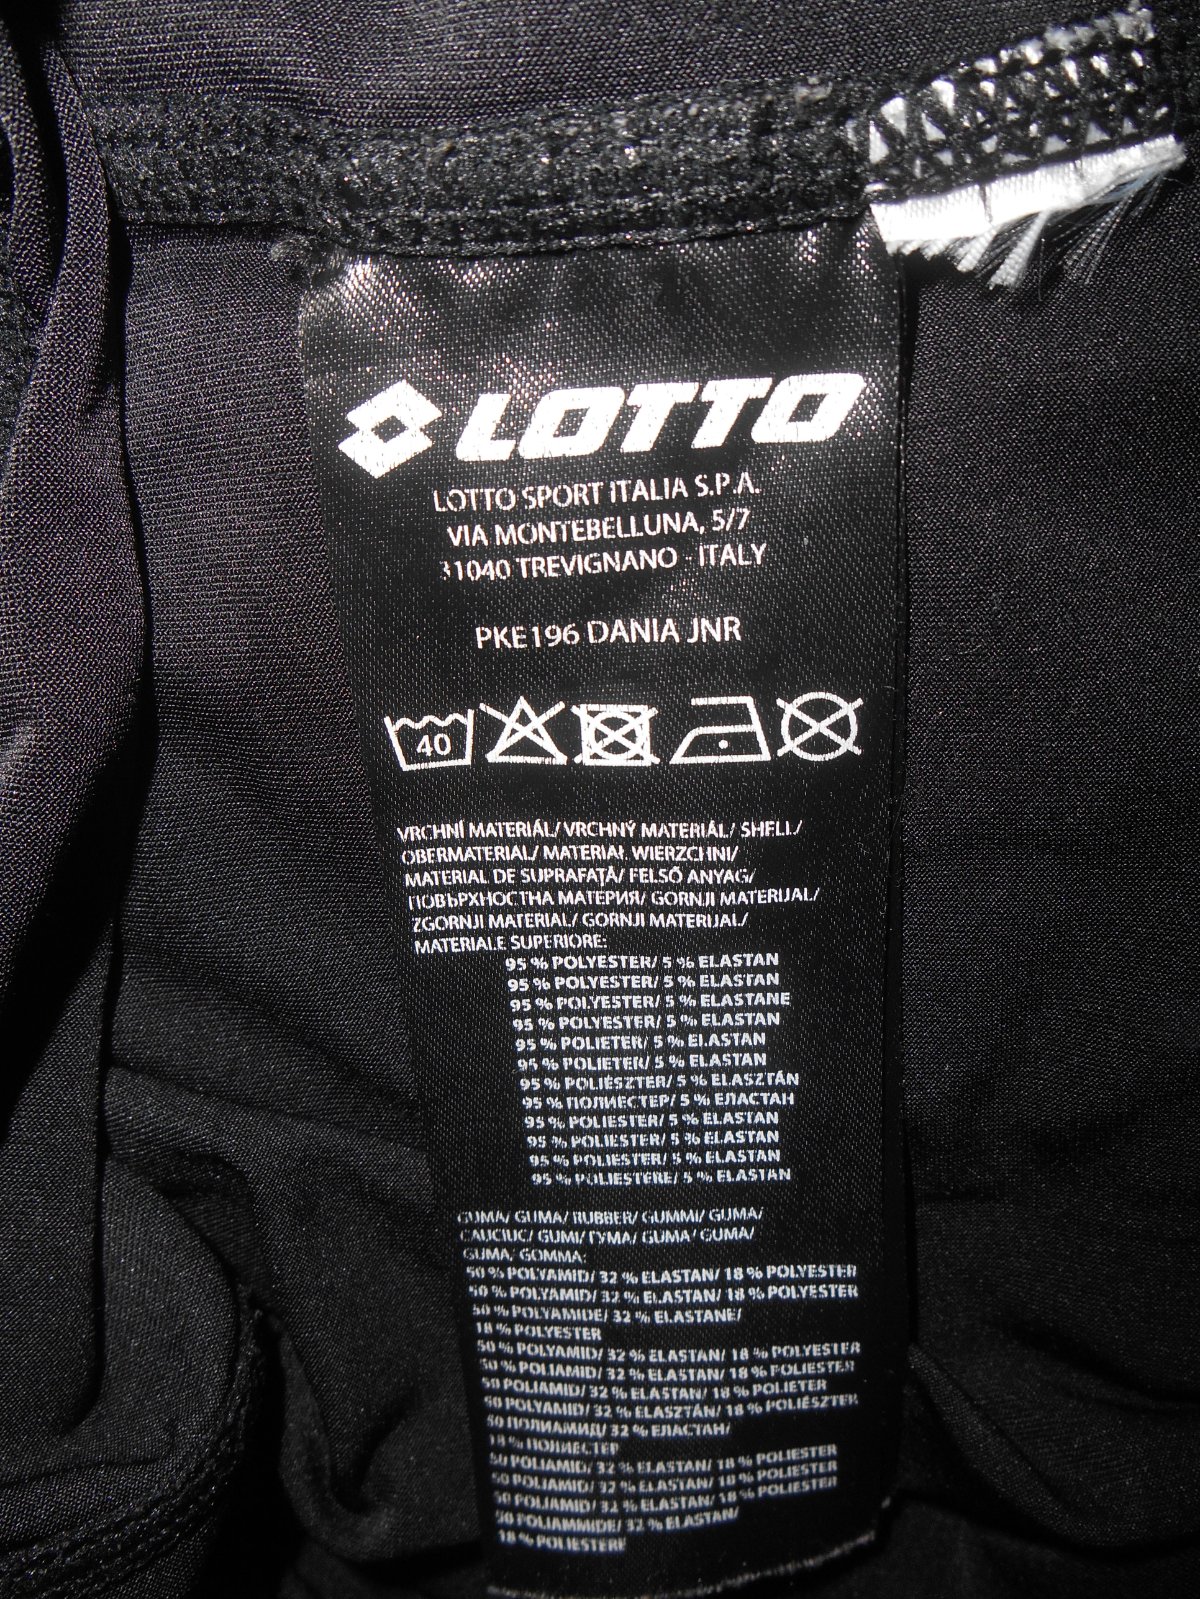 LOTTO
LOTTO SPORT ITALIA S.P.A.
VIA MONTEBELLUNA, 5/7
31040 TREVIGNANO - ITALY
PKE196 DANIA JNR
40
VRCHNÍ MATERIÁL/ VRCHNÝ MATERIÁL/ SHELL/
OBERMATERIAL/ MATERIAŁ WIERZCHNI/
MATERIAL DE SUPRAFAȚĂ/ FELSŐ ANYAG/
ПОВЪРХНОСТНА МАТЕРИЯ/ GORNJI MATERIJAL/
ZGORNJI MATERIAL/ GORNJI MATERIJAL/
MATERIALE SUPERIORE:
95 % POLYESTER/ 5 % ELASTAN
95 % POLYESTER/ 5 % ELASTAN
95 % POLYESTER/ 5 % ELASTANE
95 % POLYESTER/ 5 % ELASTAN
95 % POLIETER/ 5 % ELASTAN
95 % POLIETER/ 5 % ELASTAN
95 % POLIÉSZTER/ 5 % ELASZTÁN
95 % ПОЛИЕСТЕР/ 5 % ЕЛАСТАН
95 % POLIESTER/ 5 % ELASTAN
95 % POLIESTER/ 5 % ELASTAN
95 % POLIESTER/ 5 % ELASTAN
95 % POLIESTERE/ 5 % ELASTAN
GUMA/ GUMA/ RUBBER/ GUMMI/ GUMA/
CAUCIUC/ GUMI/ ГУМА/ GUMA/ GUMA/
GUMA/ GOMMA:
50 % POLYAMID/ 32 % ELASTAN/ 18 % POLYESTER
50 % POLYAMID/ 32 % ELASTAN/ 18 % POLYESTER
50 % POLYAMIDE/ 32 % ELASTANE/
18 % POLYESTER
50 % POLYAMID/ 32 % ELASTAN/ 18 % POLYESTER
50 % POLIAMID/ 32 % ELASTAN/ 18 % POLIESTER
50 POLIAMID/ 32 % ELASTAN/ 18 % POLIETER
50 POLYAMID/ 32 % ELASZTÁN/ 18 % POLIÉSZTER
50 ПОЛИАМИД/ 32 % ЕЛАСТАН/
18 % ПОЛИЕСТЕР
50 POLIAMID/ 32 % ELASTAN/ 18 % POLIESTER
50 POLIAMID/ 32 % ELASTAN/ 18 % POLIESTER
50 POLIAMID/ 32 % ELASTAN/ 18 % POLIESTER
50 POLIAMMIDE/ 32 % ELASTAN/
18 % POLIESTERE